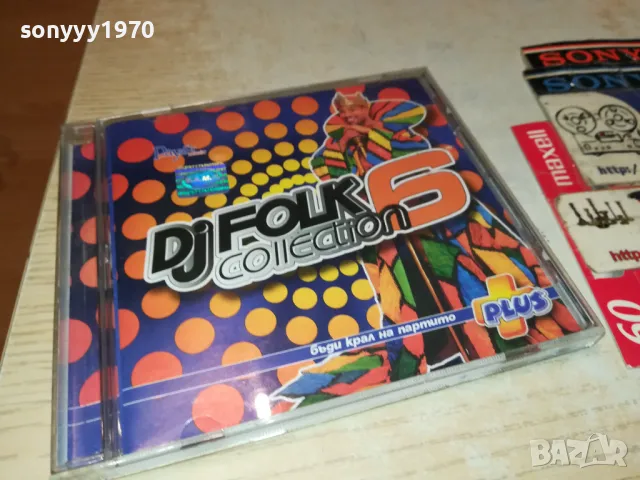 sonyyy1970
Dj FOLK
COllECTiON 6
PLUS
бъди крал на партито
SONY
SONY
maxell
http:/
http
60
BAZAR